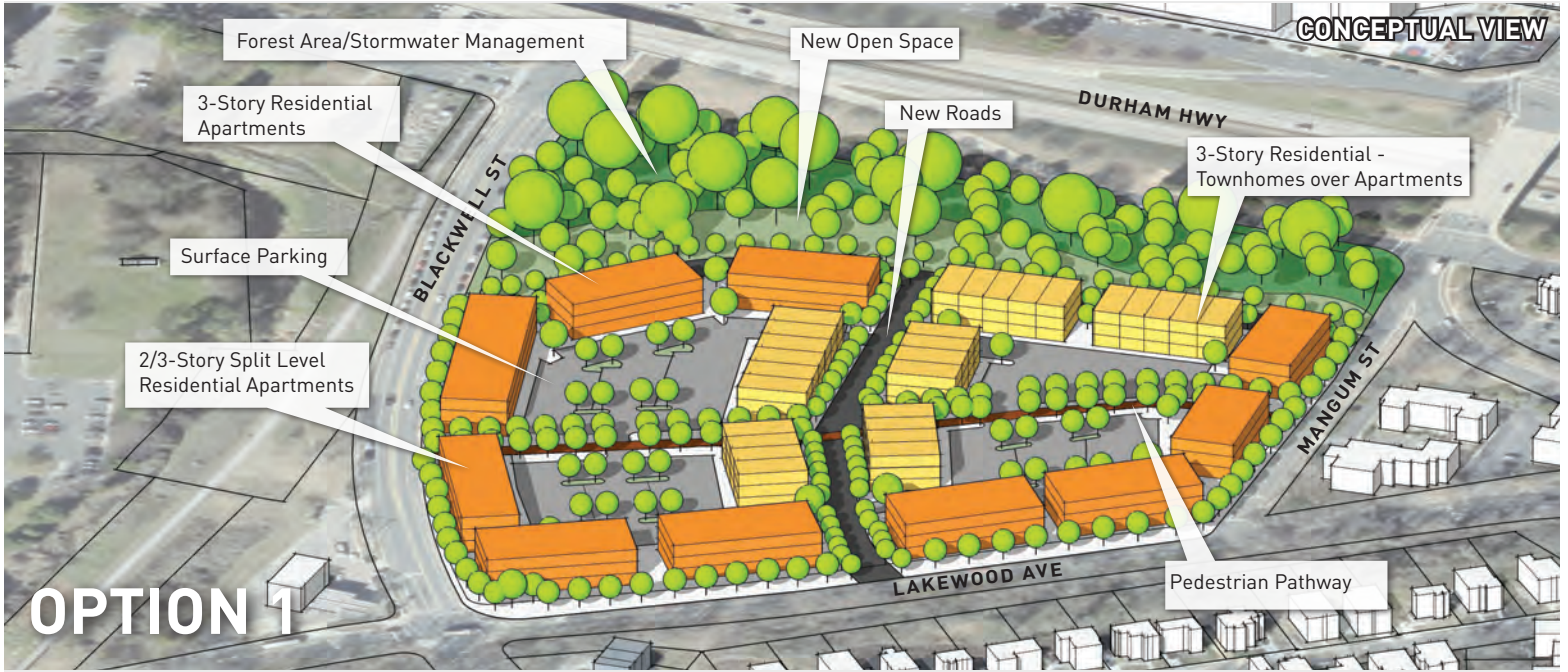 CONCEPTUAL VIEW
Forest Area/Stormwater Management
New Open Space
3-Story Residential
Apartments
New Roads
DURHAM HWY
3-Story Residential -
Townhomes over Apartments
BLACKWELL ST
Surface Parking
2/3-Story Split Level
Residential Apartments
MANGUM ST
LAKEWOOD AVE
Pedestrian Pathway
OPTION 1